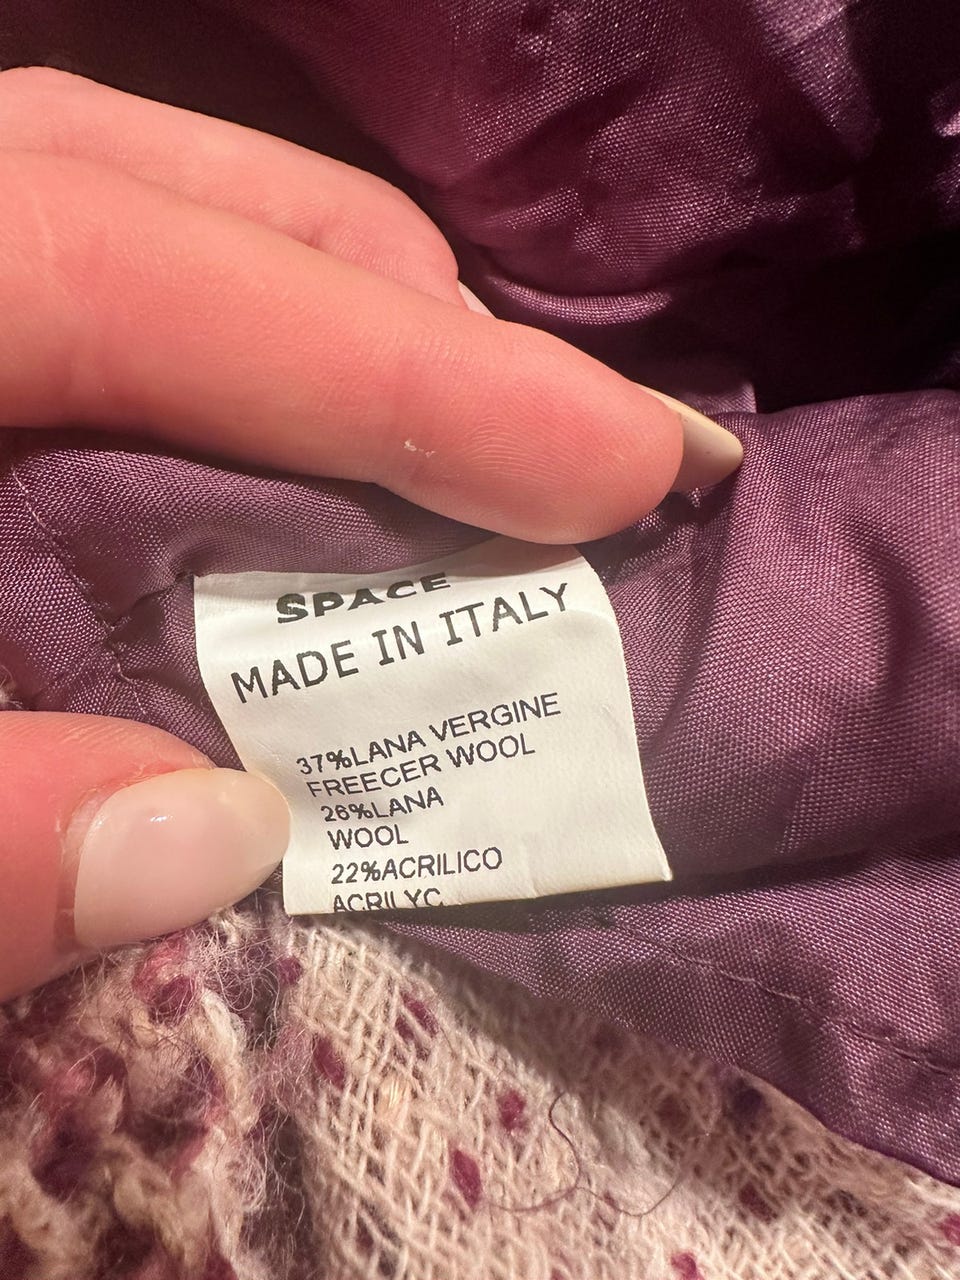 SPACE
MADE IN ITALY
37%LANA VERGINE
FREECER WOOL
26%LANA
WOOL
22%ACRILICO
ACRILYC